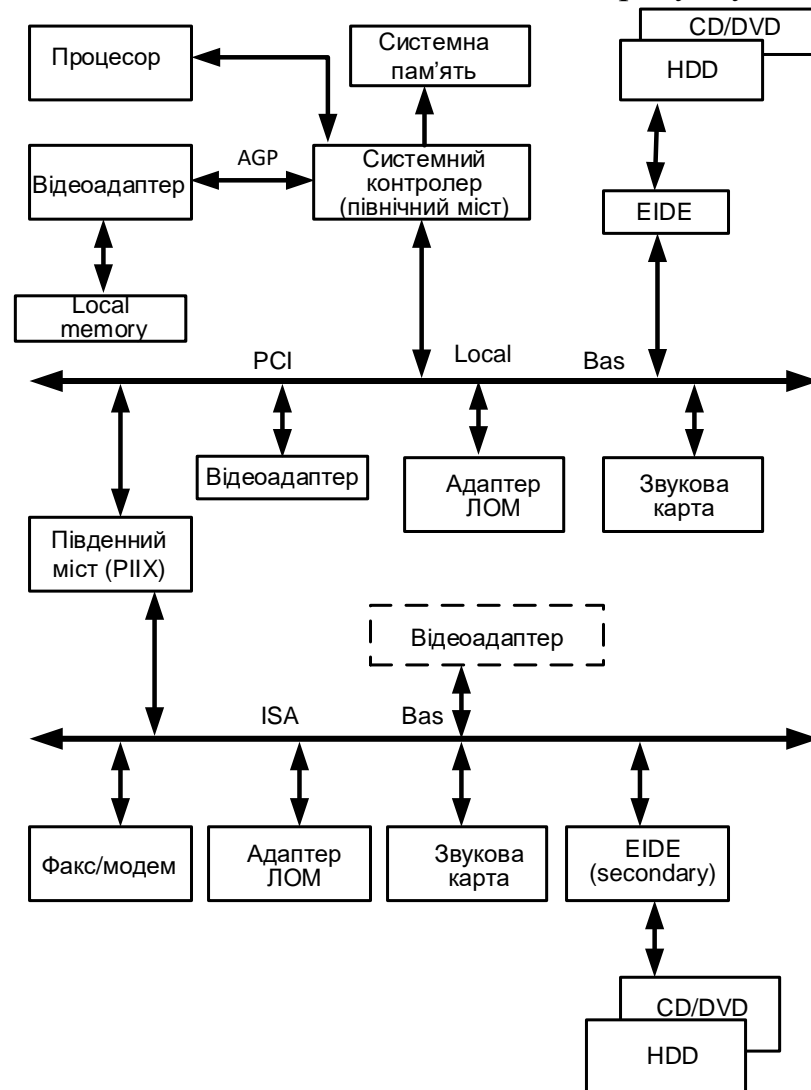 CD/DVD
HDD
Процесор
Системна
пам’ять
AGP
Відеоадаптер
Системний
контролер
(північний міст)
EIDE
Local
memory
PCI
Local
Bas
Відеоадаптер
Адаптер
ЛОМ
Звукова
карта
Південний
міст (PIIX)
Відеоадаптер
ISA
Bas
Факс/модем
Адаптер
ЛОМ
Звукова
карта
EIDE
(secondary)
CD/DVD
HDD